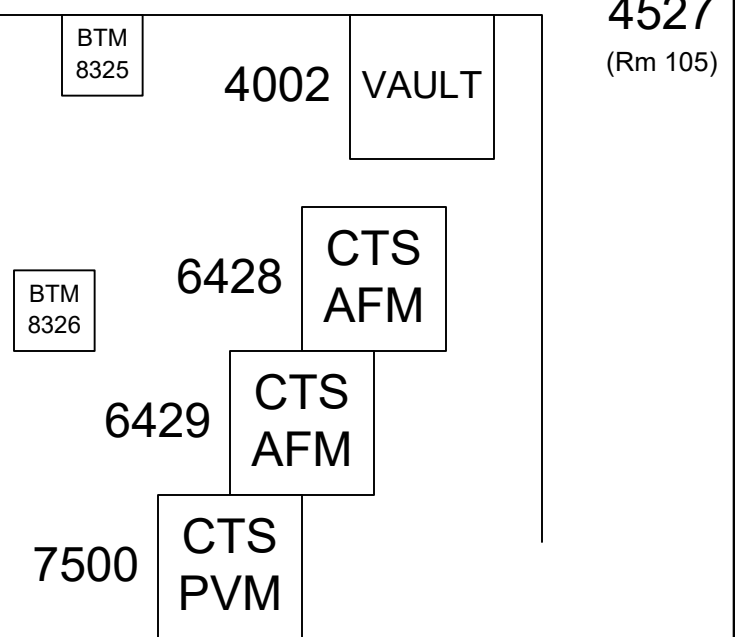 4527
(Rm 105)
BTM
8325
4002
VAULT
6428
CTS
AFM
BTM
8326
6429
CTS
AFM
7500
CTS
PVM